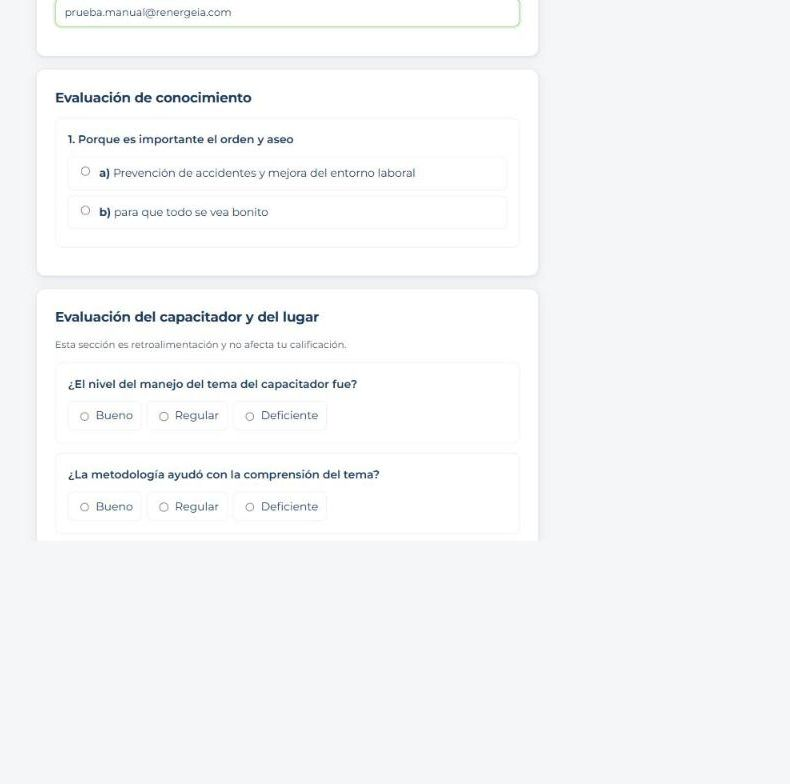 prueba.manual@renergeia.com
Evaluación de conocimiento
1. Porque es importante el orden y aseo
a) Prevención de accidentes y mejora del entorno laboral
b) para que todo se vea bonito
Evaluación del capacitador y del lugar
Esta sección es retroalimentación y no afecta tu calificación.
¿El nivel del manejo del tema del capacitador fue?
Bueno Regular Deficiente
¿La metodología ayudó con la comprensión del tema?
Bueno Regular Deficiente